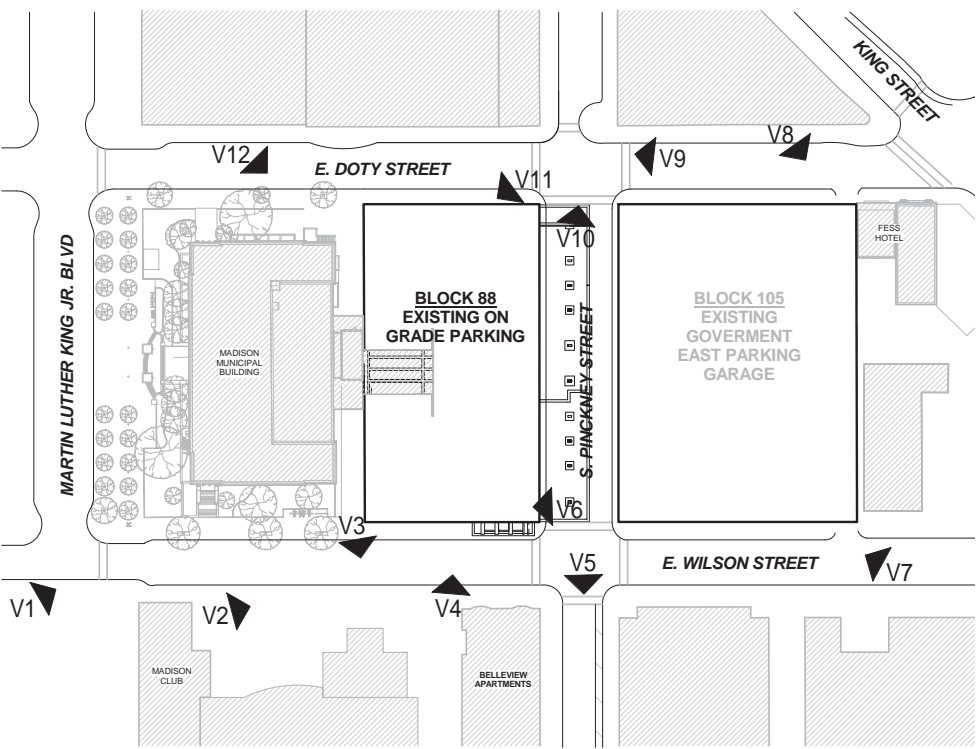 KING STREET
V8
V12
V9
E. DOTY STREET
V11
V10
FESS
HOTEL
MARTIN LUTHER KING JR. BLVD
BLOCK 88
EXISTING ON
GRADE PARKING
S. PINCKNEY STREET
BLOCK 105
EXISTING
GOVERMENT
EAST PARKING
GARAGE
MADISON
MUNICIPAL
BUILDING
V6
V3
V5
E. WILSON STREET
V7
V1
V2
V4
MADISON
CLUB
BELLEVIEW
APARTMENTS